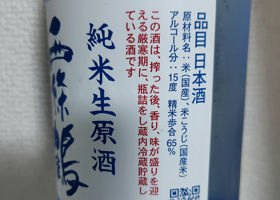 品目 日本酒
原材料名：米（国産）、米こうじ（国産米）
アルコール分：15度 精米歩合 65％
この酒は、搾った後、香り、味が盛りを迎
える厳寒期に、瓶詰をし蔵内冷蔵貯蔵し
ている酒です
純米生原酒